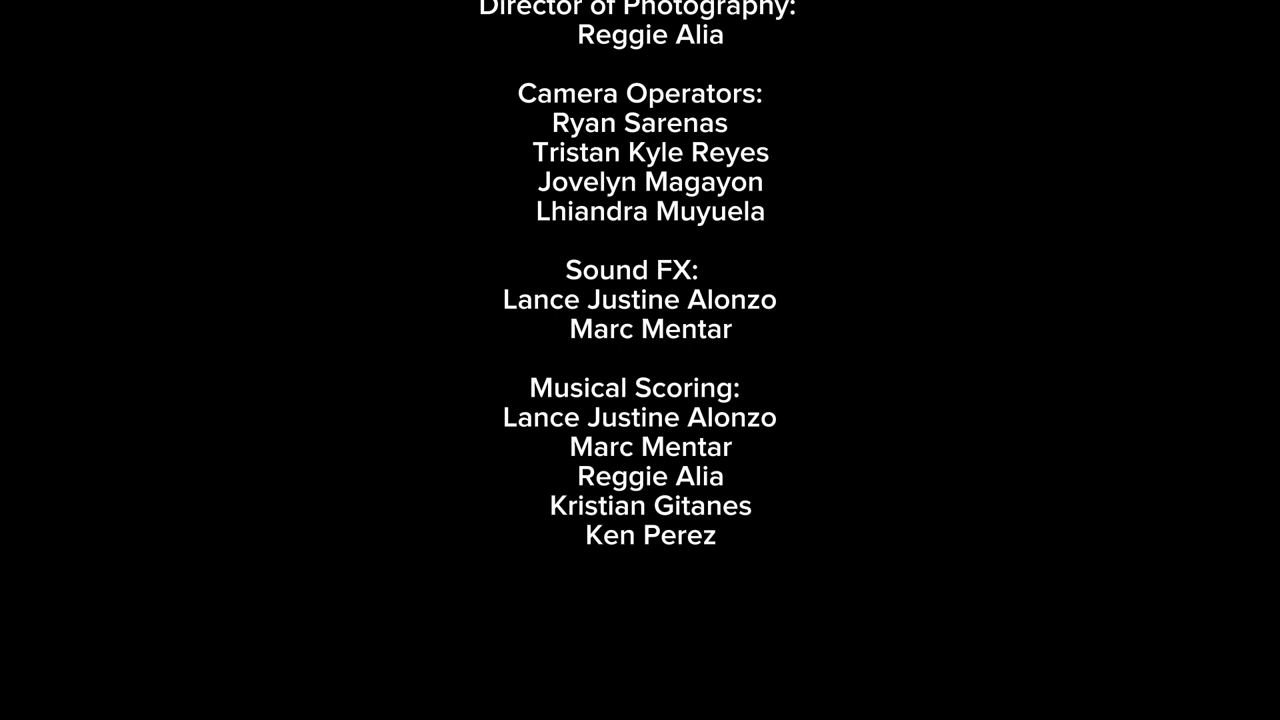 Director of Photography:
Reggie Alia
Camera Operators:
Ryan Sarenas
Tristan Kyle Reyes
Jovelyn Magayon
Lhiandra Muyuela
Sound FX:
Lance Justine Alonzo
Marc Mentar
Musical Scoring:
Lance Justine Alonzo
Marc Mentar
Reggie Alia
Kristian Gitanes
Ken Perez